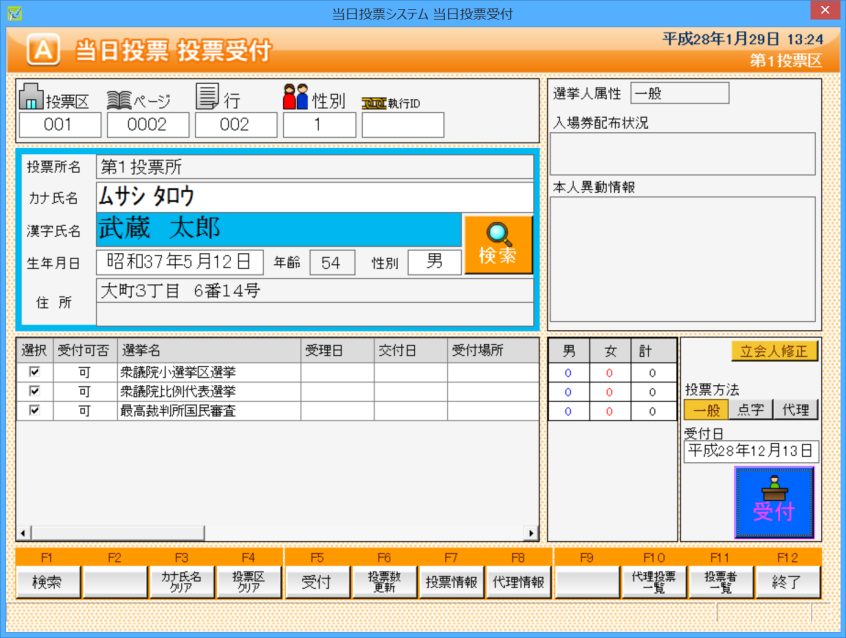 当日投票システム 当日投票受付
A 当日投票 投票受付
平成28年1月29日 13:24
第1投票区
投票区 ページ 行 性別 執行ID
001 0002 002 1
投票所名 第1投票所
カナ氏名 ムサシ タロウ
漢字氏名 武蔵 太郎
検索
生年月日 昭和37年5月12日 年齢 54 性別 男
住所 大町3丁目 6番14号
選挙人属性 一般
入場券配布状況
本人異動情報
選択 受付可否 選挙名 受理日 交付日 受付場所
可 衆議院小選挙区選挙
可 衆議院比例代表選挙
可 最高裁判所国民審査
男 女 計
0 0 0
0 0 0
0 0 0
立会人修正
投票方法
一般 点字 代理
受付日
平成28年12月13日
受付
F1 F2 F3 F4 F5 F6 F7 F8 F9 F10 F11 F12
検索 カナ氏名クリア 投票区クリア 受付 投票数更新 投票情報 代理情報 代理投票一覧 投票者一覧 終了